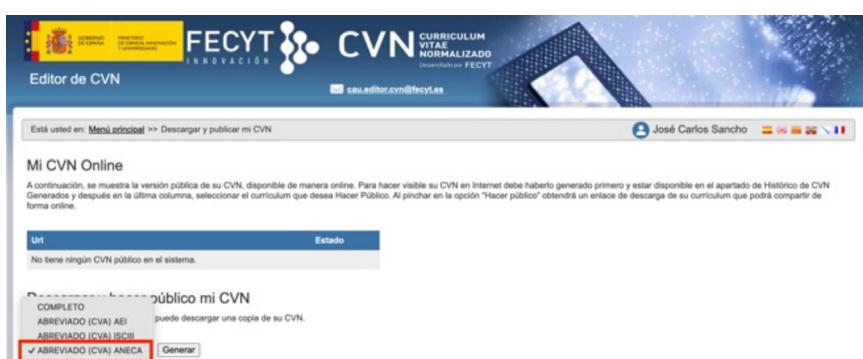 GOBIERNO
DE ESPAÑA
MINISTERIO
DE CIENCIA, INNOVACIÓN
Y UNIVERSIDADES
FECYT
INNOVACIÓN
CVN
CURRICULUM
VITAE
NORMALIZADO
Desarrollado por FECYT
Editor de CVN
cau.editor.cvn@fecyt.es
Está usted en: Menú principal >> Descargar y publicar mi CVN
José Carlos Sancho
Mi CVN Online
A continuación, se muestra la versión pública de su CVN, disponible de manera online. Para hacer visible su CVN en Internet debe haberlo generado primero y estar disponible en el apartado de Histórico de CVN
Generados y después en la última columna, seleccionar el currículum que desea Hacer Público. Al pinchar en la opción "Hacer público" obtendrá un enlace de descarga de su currículum que podrá compartir de
forma online.
Url Estado
No tiene ningún CVN público en el sistema.
público mi CVN
puede descargar una copia de su CVN.
COMPLETO
ABREVIADO (CVA) AEI
ABREVIADO (CVA) ISCIII
✓ ABREVIADO (CVA) ANECA
Generar